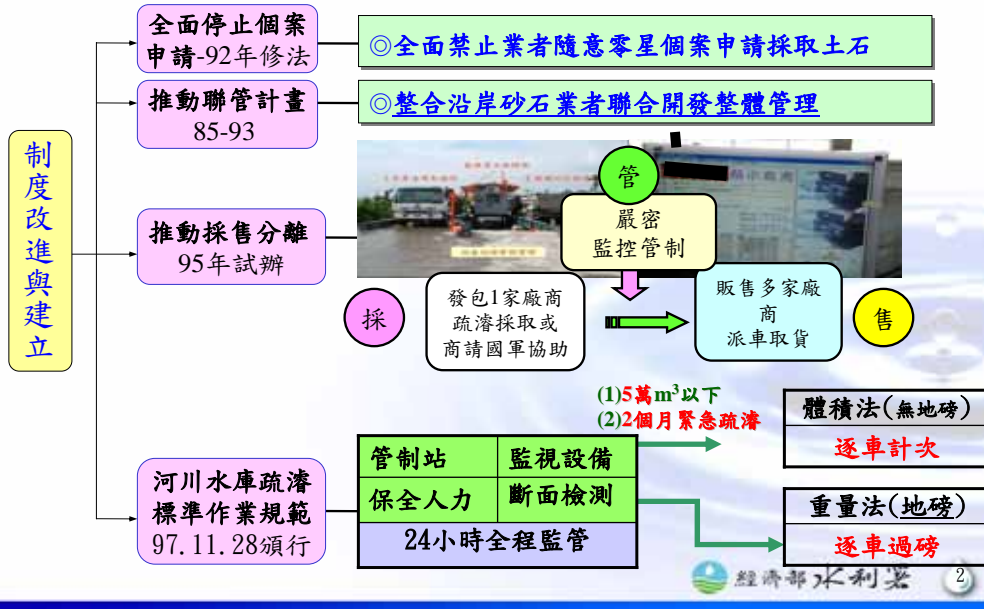 制度改進與建立
全面停止個案
申請-92年修法
◎全面禁止業者隨意零星個案申請採取土石
推動聯管計畫
85-93
◎整合沿岸砂石業者聯合開發整體管理
推動採售分離
95年試辦
管
嚴密
監控管制
採
發包1家廠商
疏濬採取或
商請國軍協助
販售多家廠
商
派車取貨
售
河川水庫疏濬
標準作業規範
97.11.28頒行
管制站
監視設備
保全人力
斷面檢測
24小時全程監管
(1)5萬m³以下
(2)2個月緊急疏濬
體積法(無地磅)
逐車計次
重量法(地磅)
逐車過磅
經濟部水利署
2